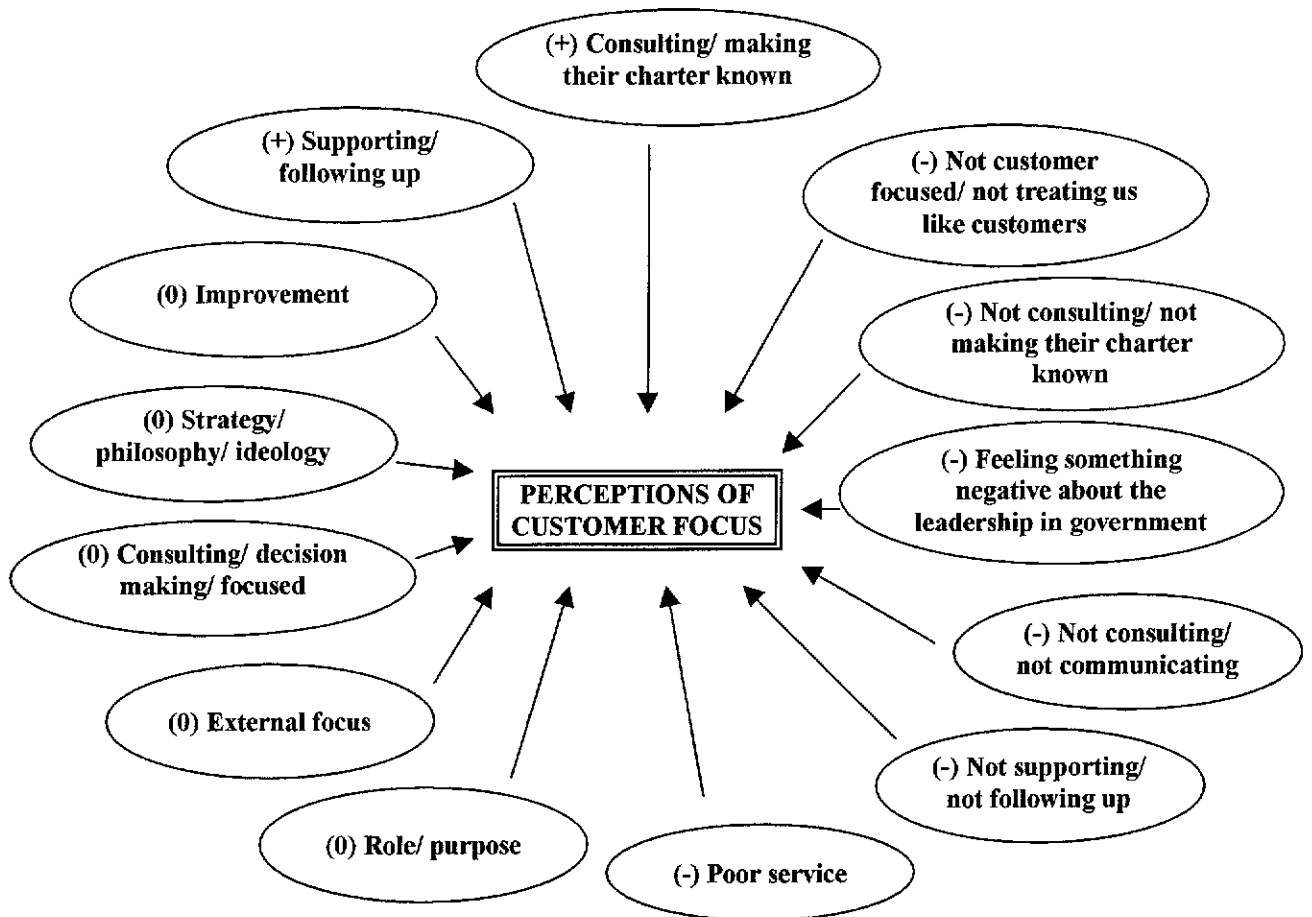 (+) Consulting/ making
their charter known
(+) Supporting/
following up
(-) Not customer
focused/ not treating us
like customers
(0) Improvement
(-) Not consulting/ not
making their charter
known
(0) Strategy/
philosophy/ ideology
(-) Feeling something
negative about the
leadership in government
PERCEPTIONS OF
CUSTOMER FOCUS
(0) Consulting/ decision
making/ focused
(-) Not consulting/
not communicating
(0) External focus
(-) Not supporting/
not following up
(0) Role/ purpose
(-) Poor service